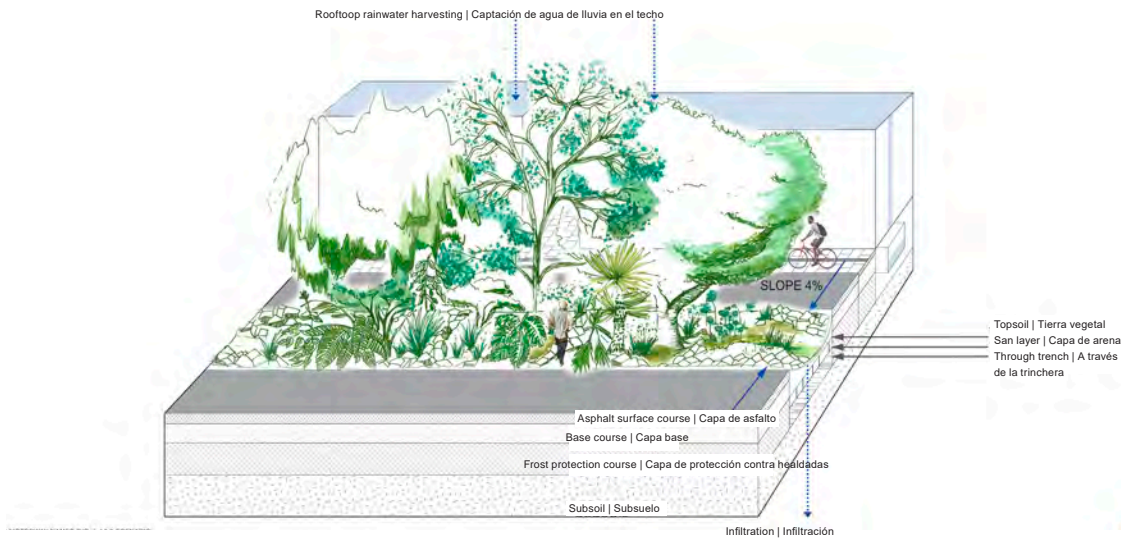 Rooftoop rainwater harvesting | Captación de agua de lluvia en el techo
SLOPE 4%
Topsoil | Tierra vegetal
San layer | Capa de arena
Through trench | A través
de la trinchera
Asphalt surface course | Capa de asfalto
Base course | Capa base
Frost protection course | Capa de protección contra healdadas
Subsoil | Subsuelo
Infiltration | Infiltración